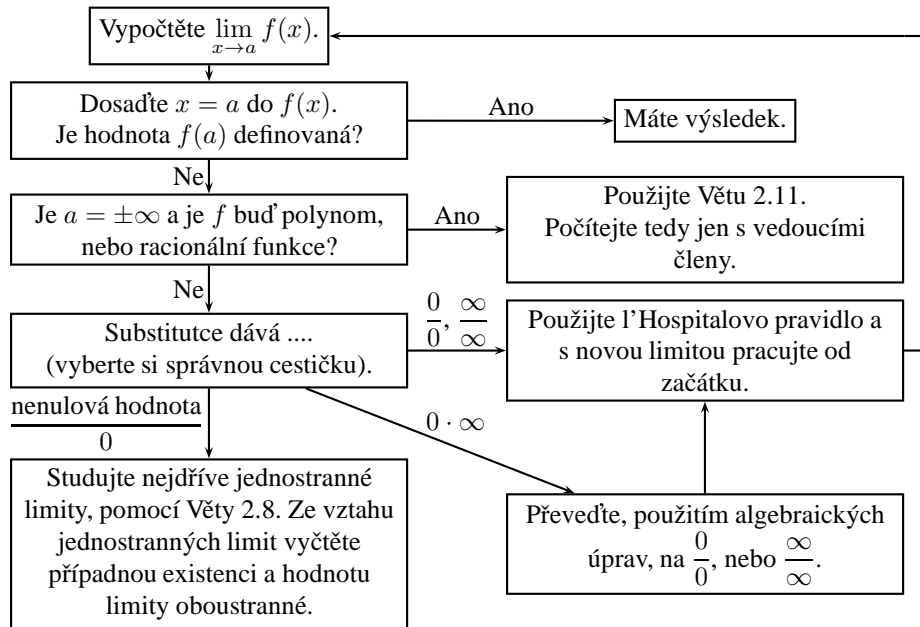 Vypočtěte lim x→a f(x).
Dosaďte x = a do f(x).
Je hodnota f(a) definovaná?
Ano
Máte výsledek.
Ne
Je a = ±∞ a je f buď polynom,
nebo racionální funkce?
Ano
Použijte Větu 2.11.
Počítejte tedy jen s vedoucími
členy.
Ne
Substitutce dává ....
(vyberte si správnou cestičku).
0/0, ∞/∞
Použijte l'Hospitalovo pravidlo a
s novou limitou pracujte od
začátku.
nenulová hodnota
0
0 · ∞
Studujte nejdříve jednostranné
limity, pomocí Věty 2.8. Ze vztahu
jednostranných limit vyčtěte
případnou existenci a hodnotu
limity oboustranné.
Převeďte, použitím algebraických
úprav, na 0/0, nebo ∞/∞.